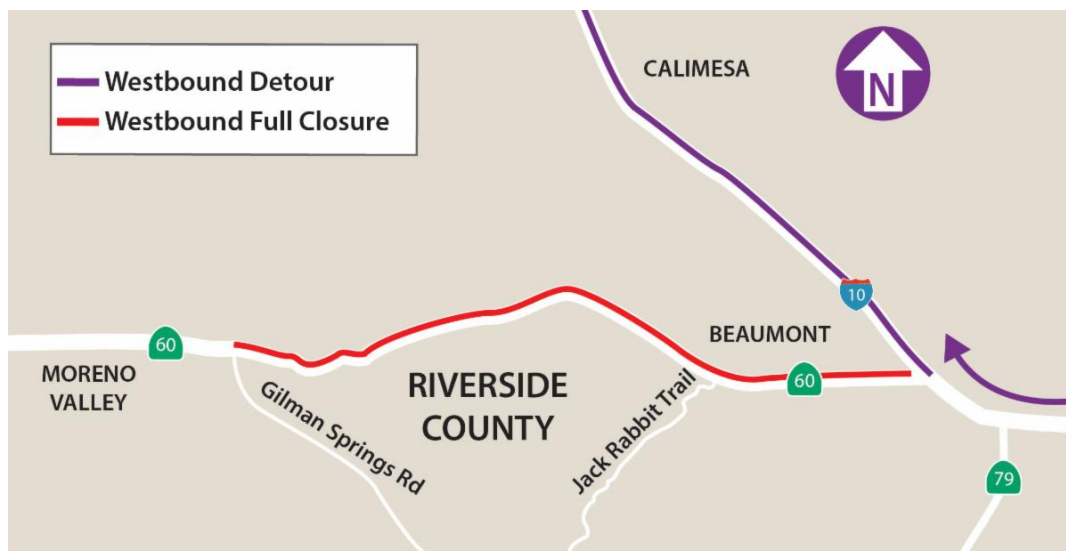 Westbound Detour
Westbound Full Closure
CALIMESA
N
10
BEAUMONT
60
60
MORENO
VALLEY
RIVERSIDE
COUNTY
Gilman Springs Rd
Jack Rabbit Trail
79